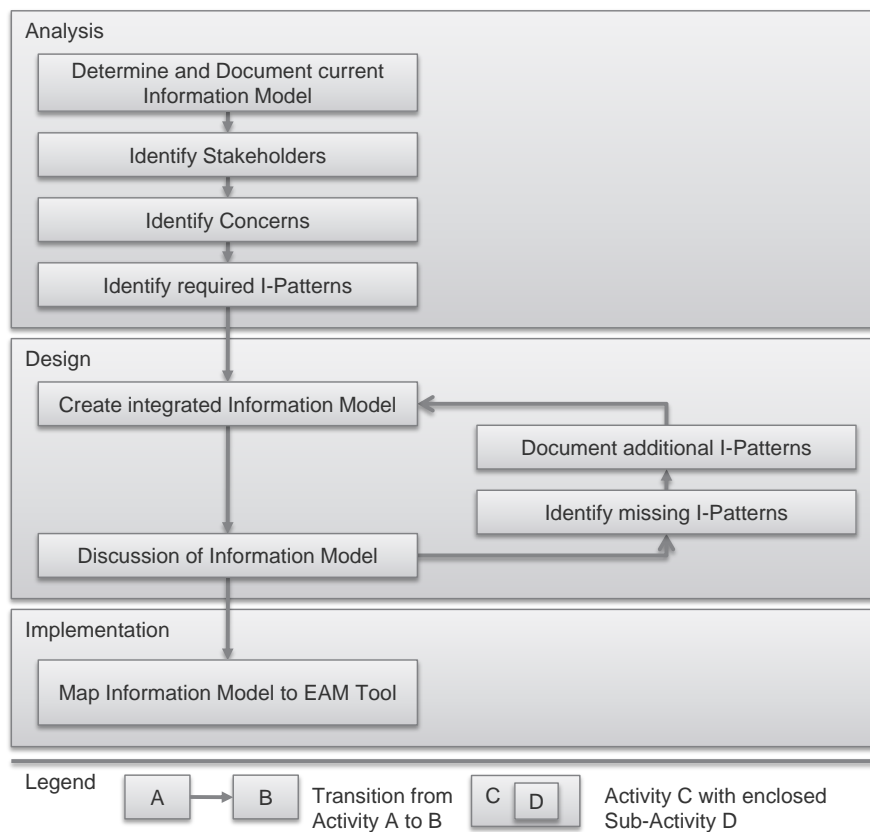 Analysis
Determine and Document current
Information Model
Identify Stakeholders
Identify Concerns
Identify required I-Patterns
Design
Create integrated Information Model
Document additional I-Patterns
Identify missing I-Patterns
Discussion of Information Model
Implementation
Map Information Model to EAM Tool
Legend
A
B
Transition from
Activity A to B
C
D
Activity C with enclosed
Sub-Activity D